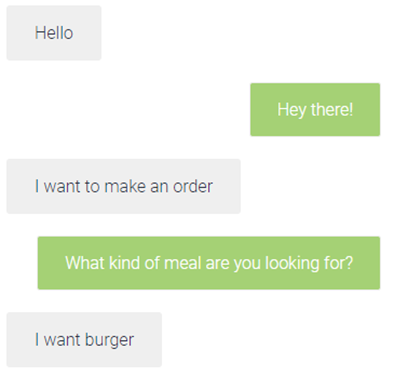 Hello
Hey there!
I want to make an order
What kind of meal are you looking for?
I want burger